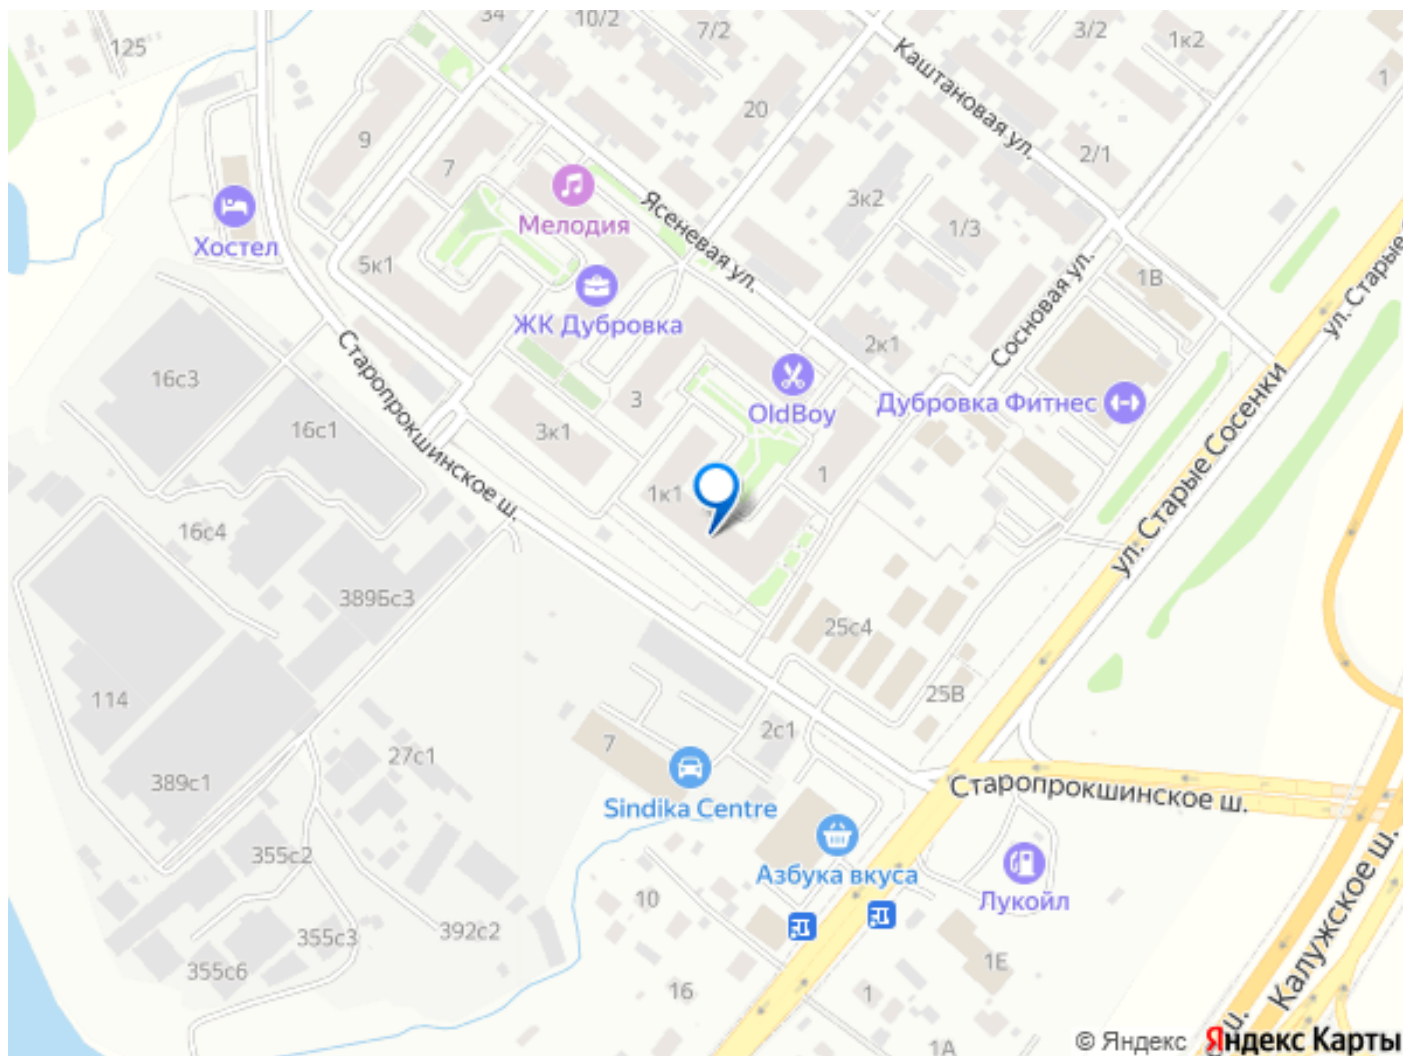 34
10/2
7/2
3/2
1к2
1
125
Каштановая ул.
20
9
7
2/1
Мелодия
Ясеневая ул.
3к2
1/3
Хостел
5к1
1В
ул. Старые
ЖК Дубровка
Сосновая ул.
2к1
Старопрокшинское ш.
16с3
3
OldBoy
Дубровка Фитнес
16с1
3к1
ул. Старые Сосенки
1
1к1
16с4
389Бс3
25с4
114
25В
2с1
7
27с1
389с1
Sindika Centre
Старопрокшинское ш.
355с2
Азбука вкуса
Лукойл
10
Калужское ш.
392с2
355с3
355с6
16
1Е
1
1А
ш.
© Яндекс Яндекс Карты